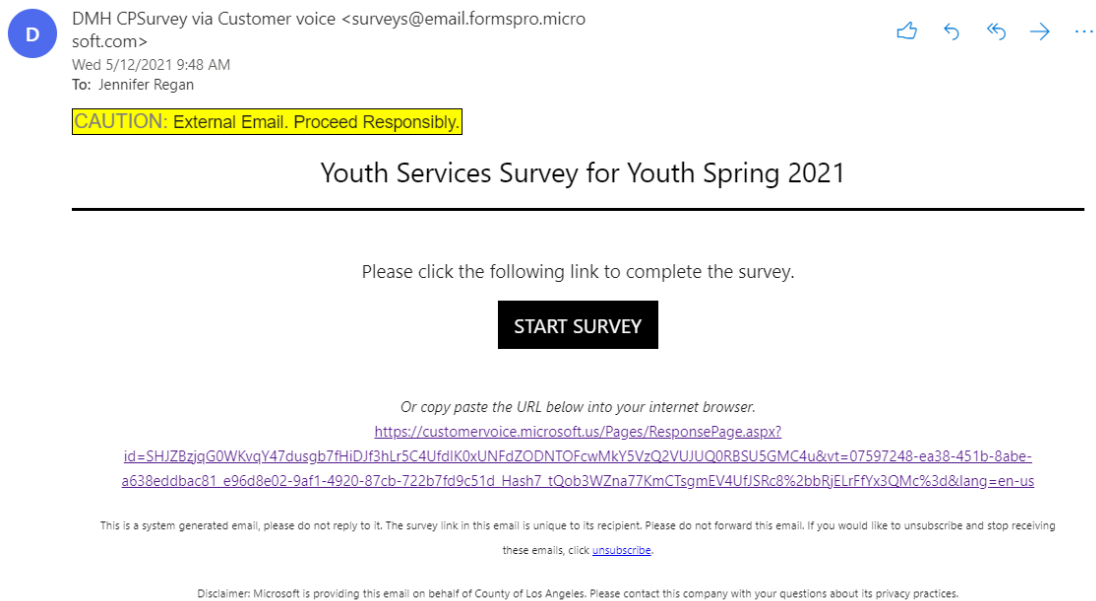 D
DMH CPSurvey via Customer voice <surveys@email.formspro.micro
soft.com>
Wed 5/12/2021 9:48 AM
To: Jennifer Regan
CAUTION: External Email. Proceed Responsibly.
Youth Services Survey for Youth Spring 2021
Please click the following link to complete the survey.
START SURVEY
Or copy paste the URL below into your internet browser.
https://customervoice.microsoft.us/Pages/ResponsePage.aspx?
id=SHJZBzjqG0WKvqY47dusgb7fHiDJf3hLr5C4UfdIK0xUNFdZODNTOFcwMkY5VzQ2VUJUQ0RBSU5GMC4u&vt=07597248-ea38-451b-8abe-
a638eddbac81_e96d8e02-9af1-4920-87cb-722b7fd9c51d_Hash7_tQob3WZna77KmCTsgmEV4UfJSRc8%2bbRjELrFfYx3QMc%3d&lang=en-us
This is a system generated email, please do not reply to it. The survey link in this email is unique to its recipient. Please do not forward this email. If you would like to unsubscribe and stop receiving
these emails, click unsubscribe.
Disclaimer: Microsoft is providing this email on behalf of County of Los Angeles. Please contact this company with your questions about its privacy practices.